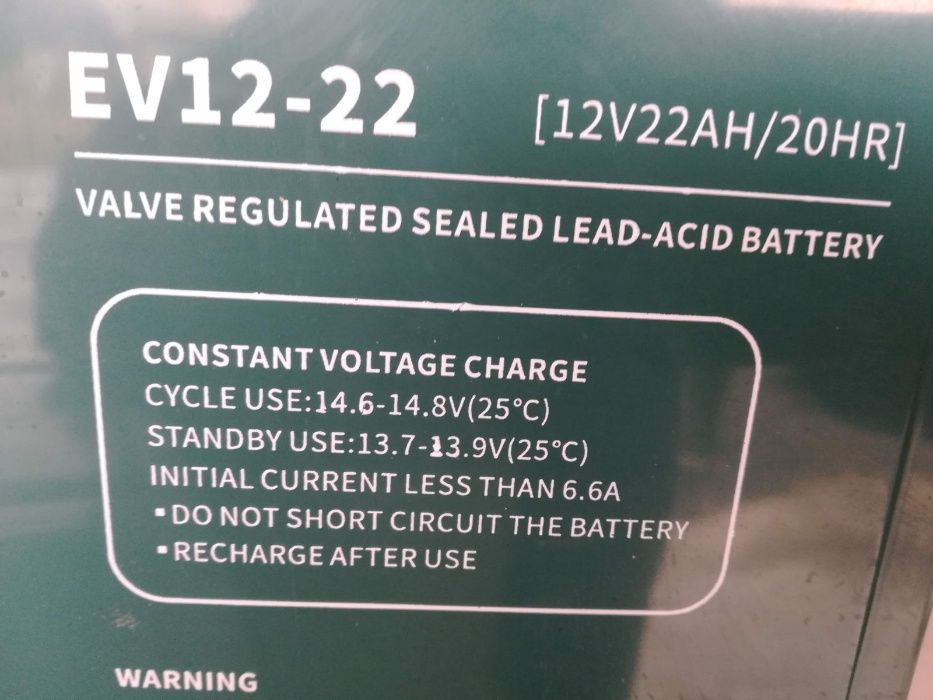 EV12-22
[12V22AH/20HR]
VALVE REGULATED SEALED LEAD-ACID BATTERY
CONSTANT VOLTAGE CHARGE
CYCLE USE:14.6-14.8V(25°C)
STANDBY USE:13.7-13.9V(25°C)
INITIAL CURRENT LESS THAN 6.6A
▪DO NOT SHORT CIRCUIT THE BATTERY
▪RECHARGE AFTER USE
WARNING